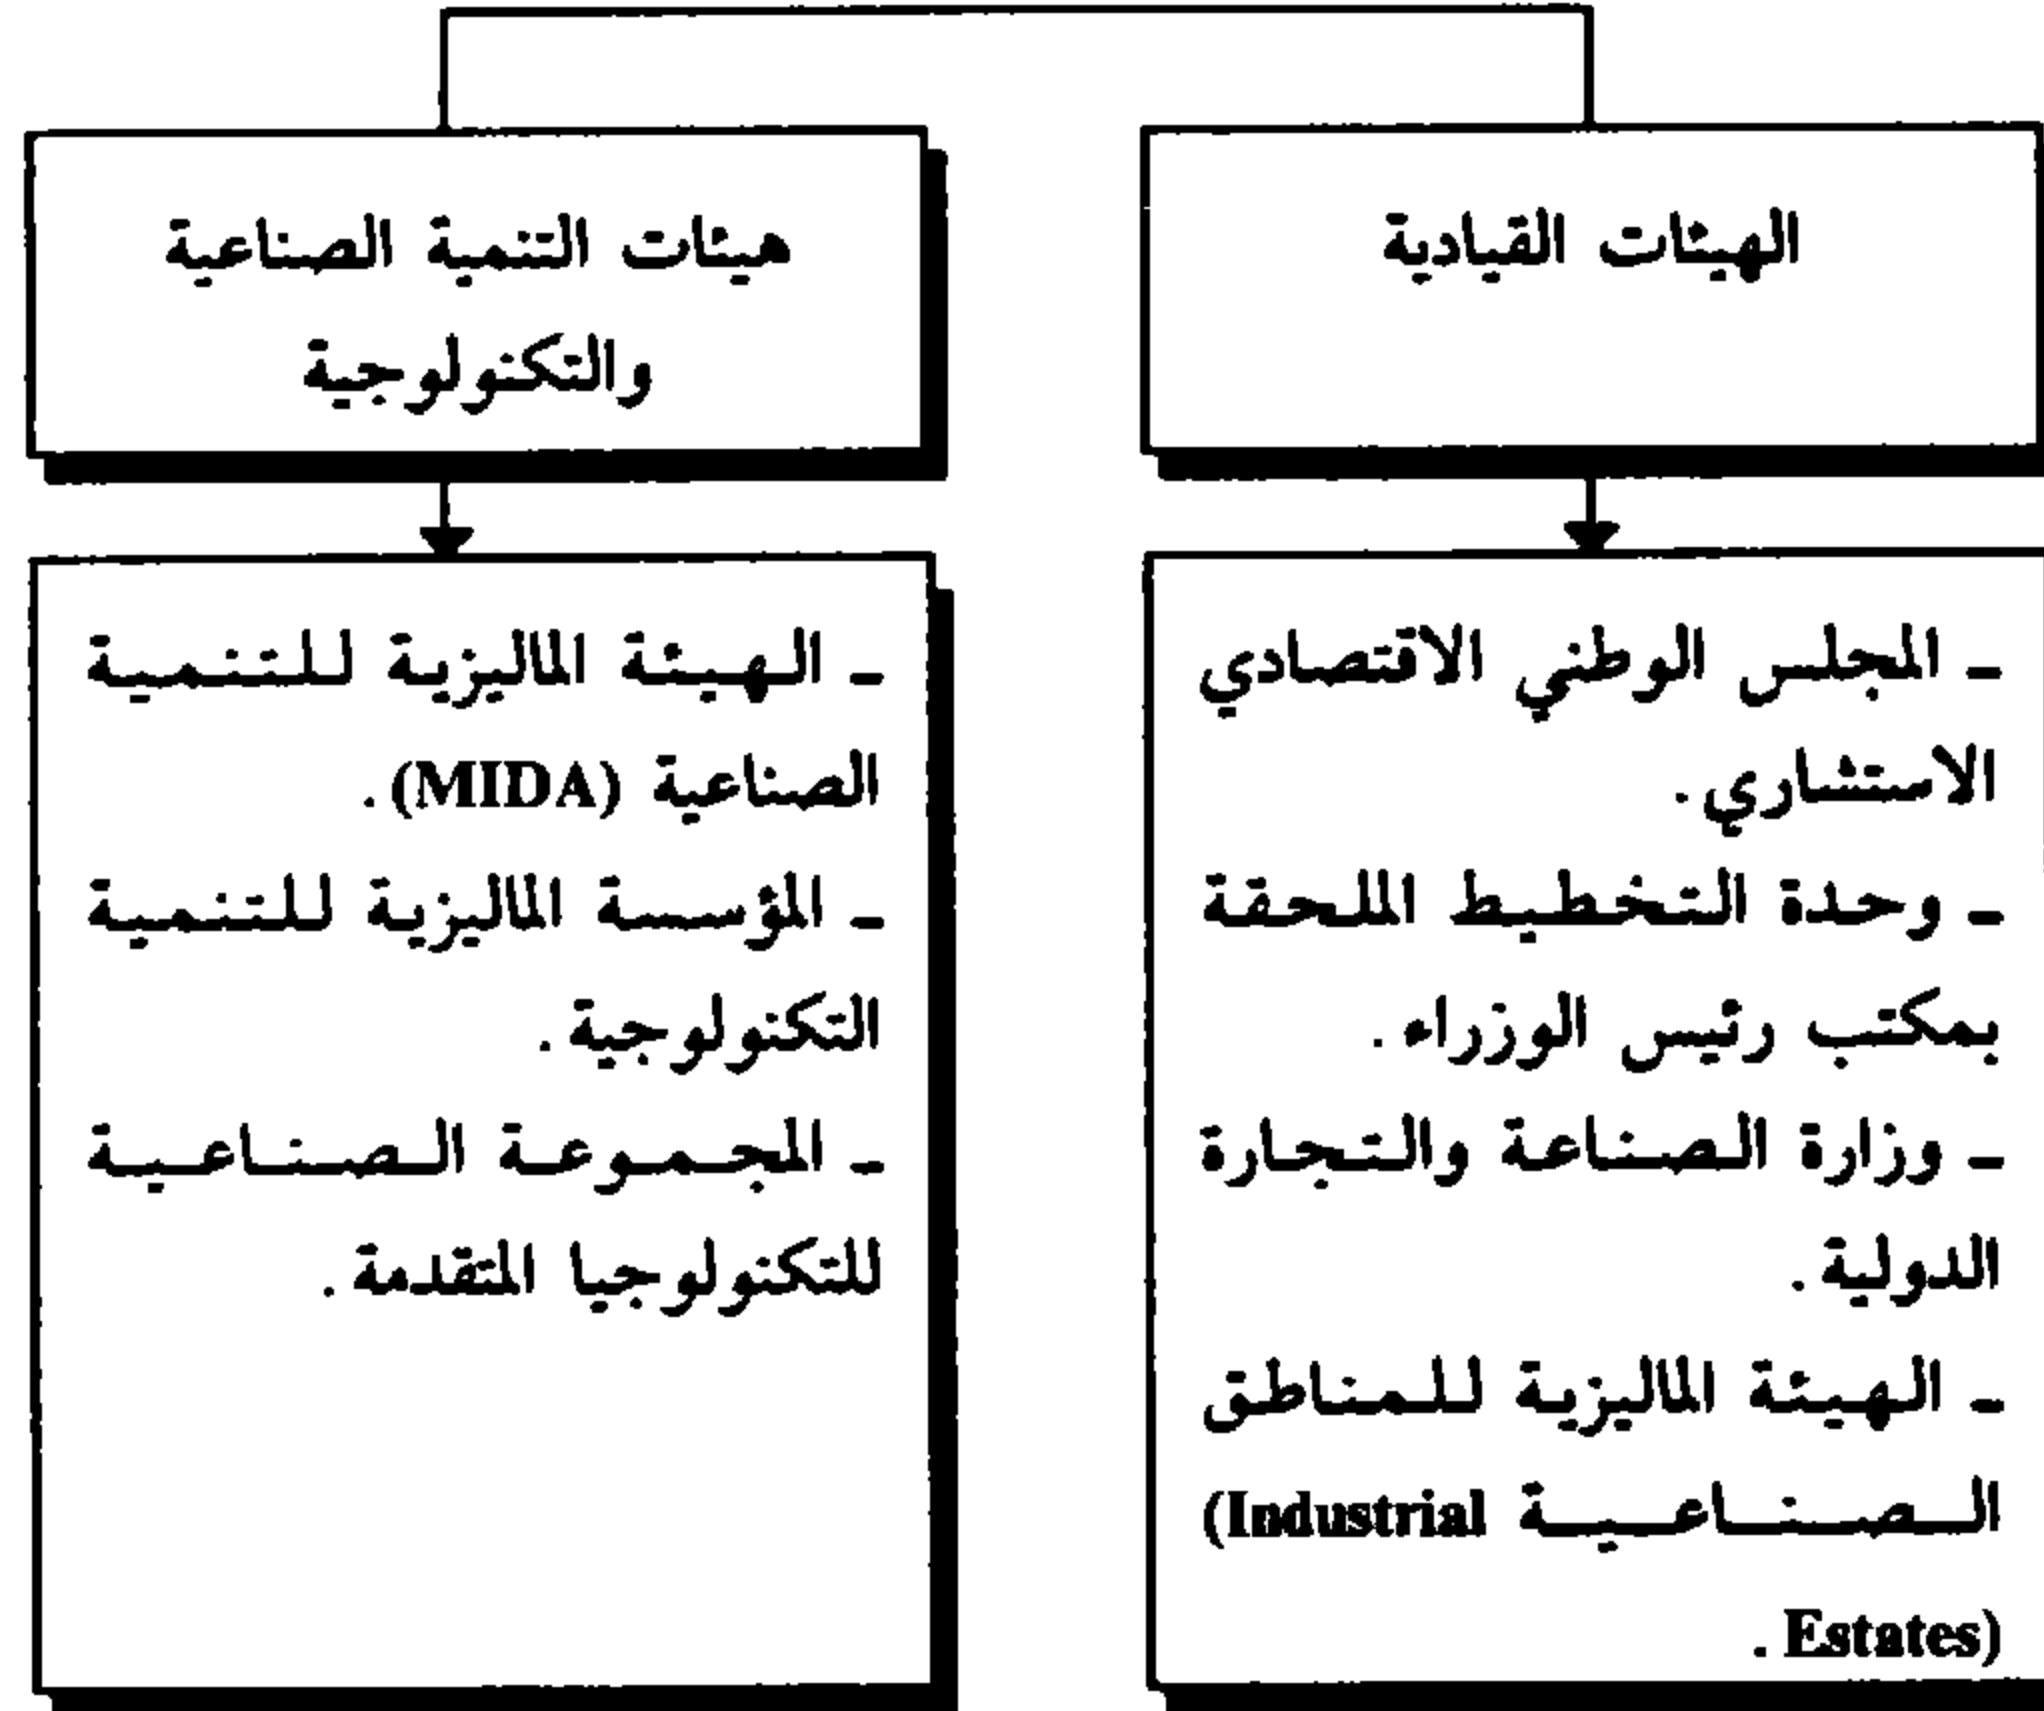 الهيئات القيادية
ـ المجلس الوطني الاقتصادي
الاستشاري .
ـ وحدة التخطيط الملحقة
بمكتب رئيس الوزراء .
ـ وزارة الصناعة والتجارة
الدولية .
ـ الهيئة الماليزية للمناطق
الصناعية (Industrial
Estates) .
هيئات التنمية الصناعية
والتكنولوجية
ـ الهيئة الماليزية للتنمية
الصناعية (MIDA) .
ـ المؤسسة الماليزية للتنمية
التكنولوجية .
ـ المجموعة الصناعية
للتكنولوجيا المتقدمة .